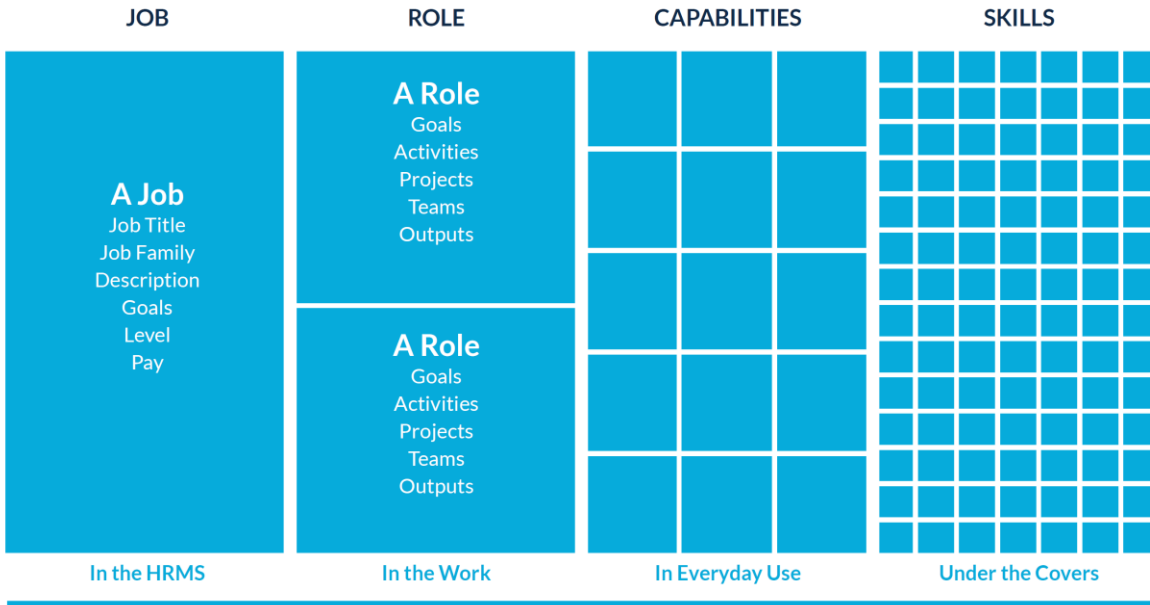 JOB
ROLE
CAPABILITIES
SKILLS
A Job
Job Title
Job Family
Description
Goals
Level
Pay
A Role
Goals
Activities
Projects
Teams
Outputs
A Role
Goals
Activities
Projects
Teams
Outputs
In the HRMS
In the Work
In Everyday Use
Under the Covers